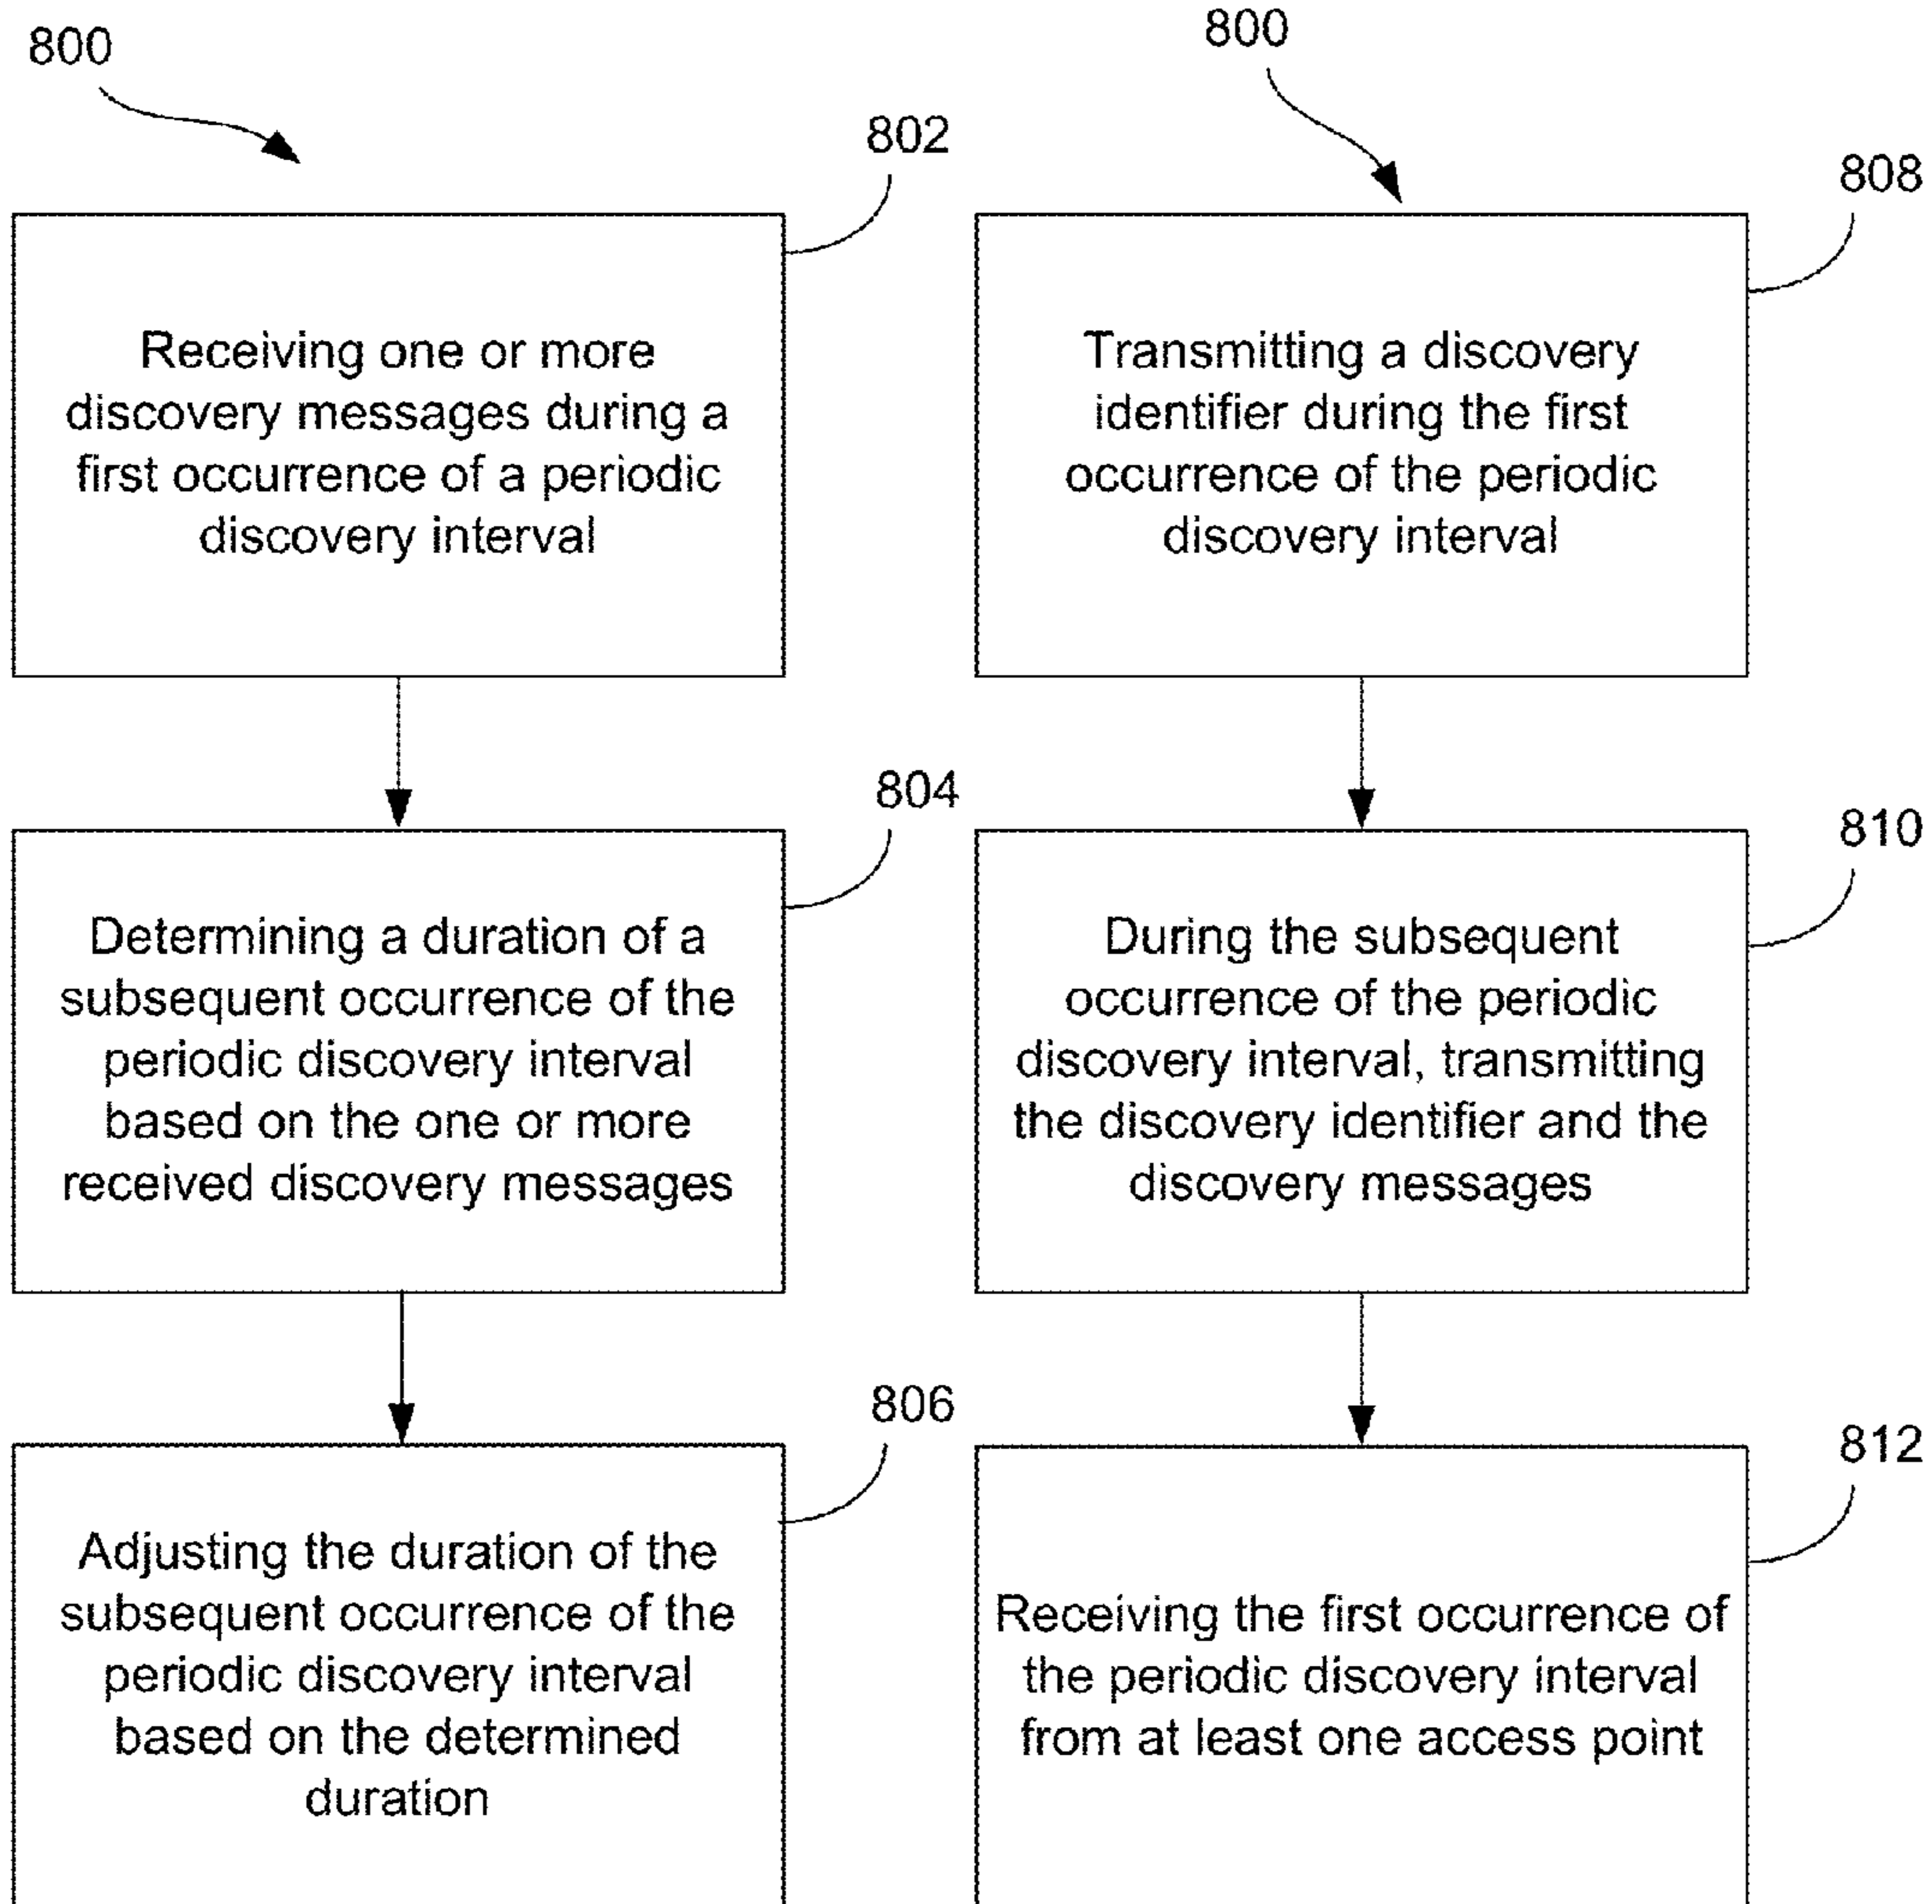 800
802
Receiving one or more
discovery messages during a
first occurrence of a periodic
discovery interval
804
Determining a duration of a
subsequent occurrence of the
periodic discovery interval
based on the one or more
received discovery messages
806
Adjusting the duration of the
subsequent occurrence of the
periodic discovery interval
based on the determined
duration
800
808
Transmitting a discovery
identifier during the first
occurrence of the periodic
discovery interval
810
During the subsequent
occurrence of the periodic
discovery interval, transmitting
the discovery identifier and the
discovery messages
812
Receiving the first occurrence of
the periodic discovery interval
from at least one access point